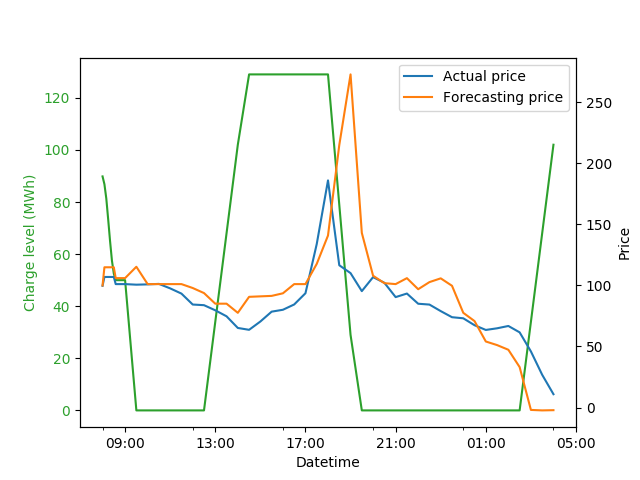 Actual price
Forecasting price
120
100
80
60
40
20
0
Charge level (MWh)
250
200
150
100
50
0
Price
09:00 13:00 17:00 21:00 01:00 05:00
Datetime